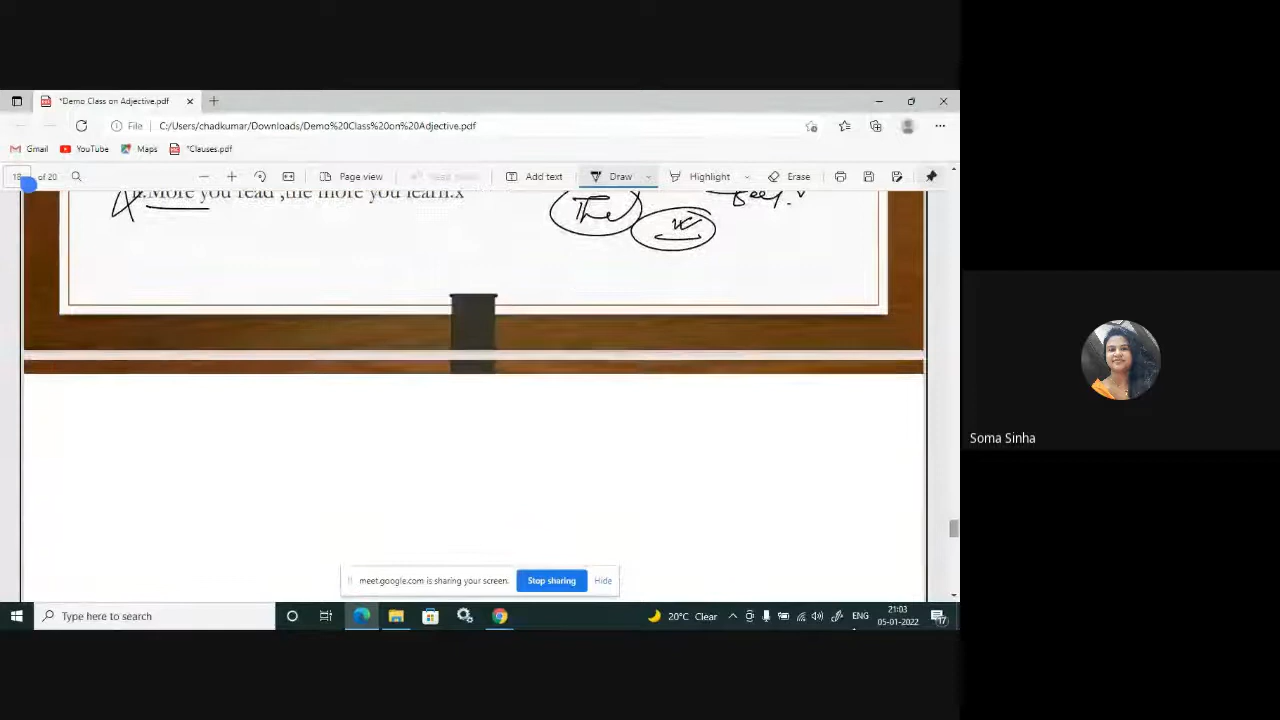 *Demo Class on Adjective.pdf
File C:/Users/chadkumar/Downloads/Demo%20Class%20on%20Adjective.pdf
Gmail YouTube Maps *Clauses.pdf
18 of 20 Page view Add text Draw Highlight Erase
.More you read ,the more you learn.x
The
Soma Sinha
meet.google.com is sharing your screen. Stop sharing Hide
Type here to search
20°C Clear ENG 21:03
05-01-2022
17